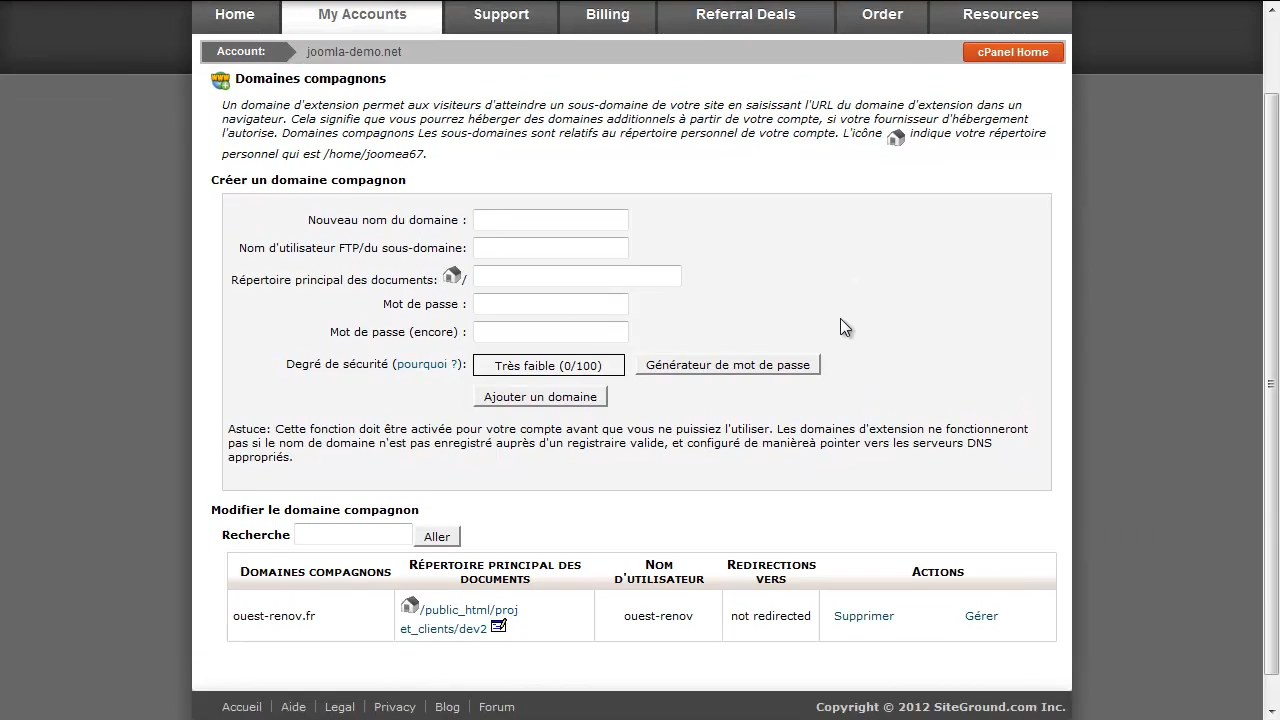 Home My Accounts Support Billing Referral Deals Order Resources
Account: joomla-demo.net cPanel Home
Domaines compagnons
Un domaine d'extension permet aux visiteurs d'atteindre un sous-domaine de votre site en saisissant l'URL du domaine d'extension dans un
navigateur. Cela signifie que vous pourrez héberger des domaines additionnels à partir de votre compte, si votre fournisseur d'hébergement
l'autorise. Domaines compagnons Les sous-domaines sont relatifs au répertoire personnel de votre compte. L'icône indique votre répertoire
personnel qui est /home/joomea67.
Créer un domaine compagnon
Nouveau nom du domaine :
Nom d'utilisateur FTP/du sous-domaine:
Répertoire principal des documents: /
Mot de passe :
Mot de passe (encore) :
Degré de sécurité (pourquoi ?): Très faible (0/100) Générateur de mot de passe
Ajouter un domaine
Astuce: Cette fonction doit être activée pour votre compte avant que vous ne puissiez l'utiliser. Les domaines d'extension ne fonctionneront
pas si le nom de domaine n'est pas enregistré auprès d'un registraire valide, et configuré de manièreà pointer vers les serveurs DNS
appropriés.
Modifier le domaine compagnon
Recherche Aller
DOMAINES COMPAGNONS RÉPERTOIRE PRINCIPAL DES DOCUMENTS NOM D'UTILISATEUR REDIRECTIONS VERS ACTIONS
ouest-renov.fr /public_html/proj ouest-renov not redirected Supprimer Gérer
et_clients/dev2
Accueil Aide Legal Privacy Blog Forum Copyright © 2012 SiteGround.com Inc.